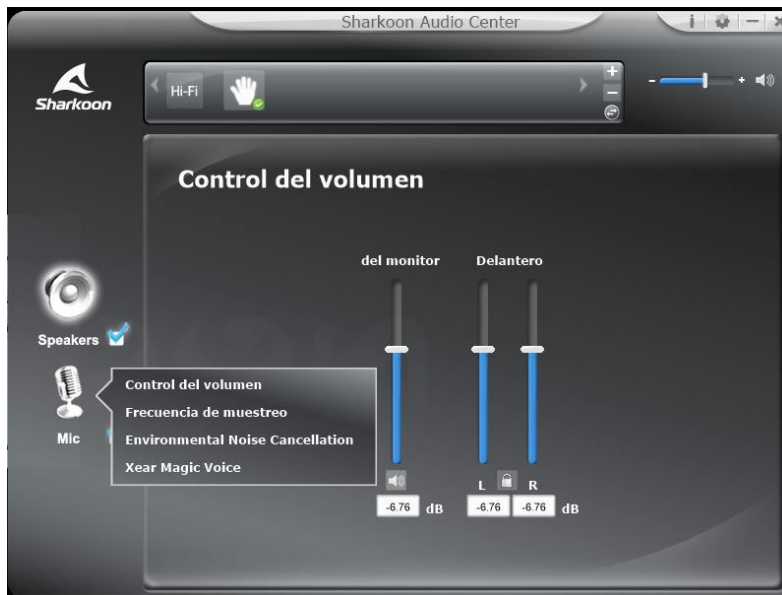 Sharkoon Audio Center
Sharkoon
Hi-Fi
- +
Control del volumen
del monitor Delantero
Speakers
Mic
Control del volumen
Frecuencia de muestreo
Environmental Noise Cancellation
Xear Magic Voice
L R
-6.76 dB -6.76 -6.76 dB